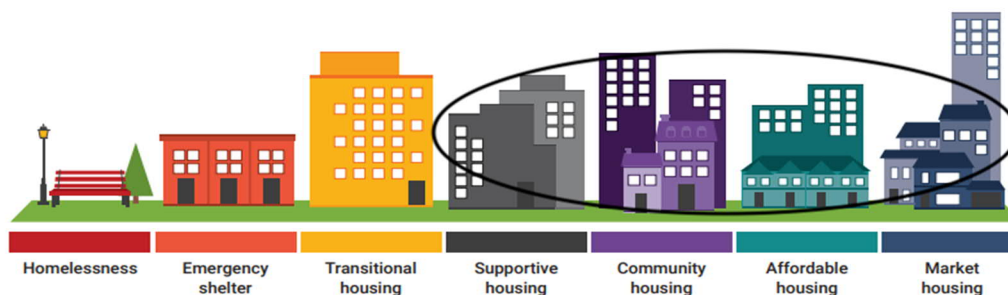 Homelessness
Emergency
shelter
Transitional
housing
Supportive
housing
Community
housing
Affordable
housing
Market
housing